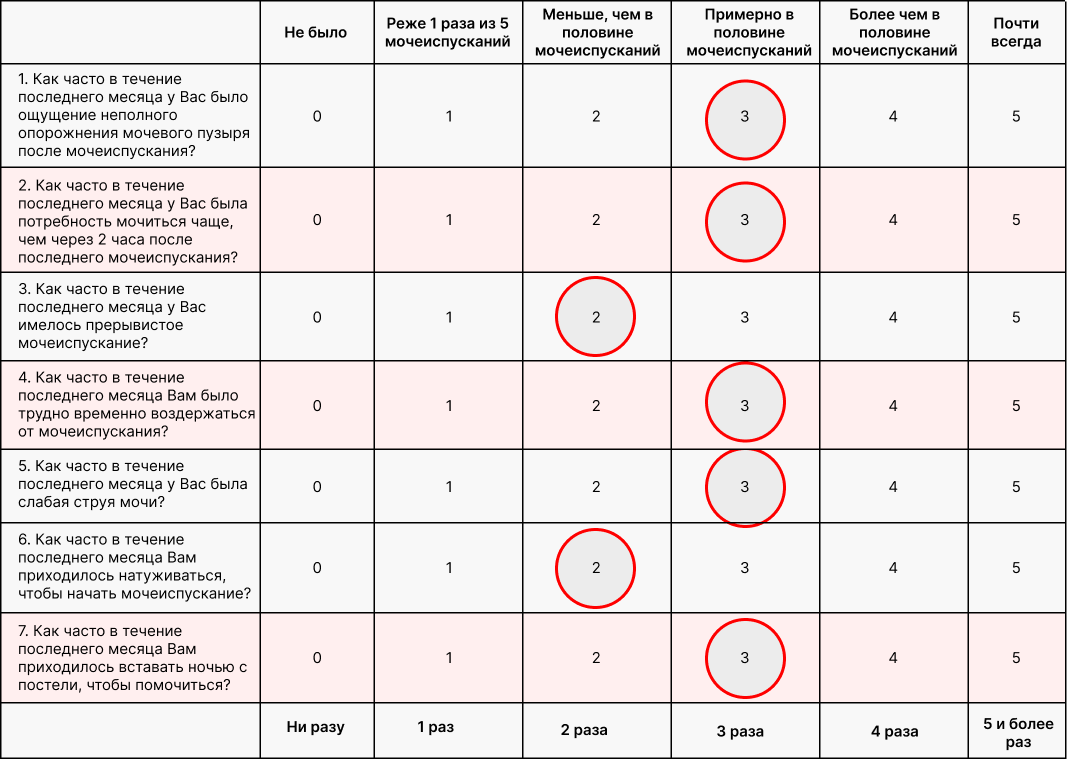 Не было
Реже 1 раза из 5
мочеиспусканий
Меньше, чем в
половине
мочеиспусканий
Примерно в
половине
мочеиспусканий
Более чем в
половине
мочеиспусканий
Почти
всегда
1. Как часто в течение
последнего месяца у Вас было
ощущение неполного
опорожнения мочевого пузыря
после мочеиспускания?
0 1 2 3 4 5
2. Как часто в течение
последнего месяца у Вас была
потребность мочиться чаще,
чем через 2 часа после
последнего мочеиспускания?
0 1 2 3 4 5
3. Как часто в течение
последнего месяца у Вас
имелось прерывистое
мочеиспускание?
0 1 2 3 4 5
4. Как часто в течение
последнего месяца Вам было
трудно временно воздержаться
от мочеиспускания?
0 1 2 3 4 5
5. Как часто в течение
последнего месяца у Вас была
слабая струя мочи?
0 1 2 3 4 5
6. Как часто в течение
последнего месяца Вам
приходилось натуживаться,
чтобы начать мочеиспускание?
0 1 2 3 4 5
7. Как часто в течение
последнего месяца Вам
приходилось вставать ночью с
постели, чтобы помочиться?
0 1 2 3 4 5
Ни разу
1 раз
2 раза
3 раза
4 раза
5 и более
раз